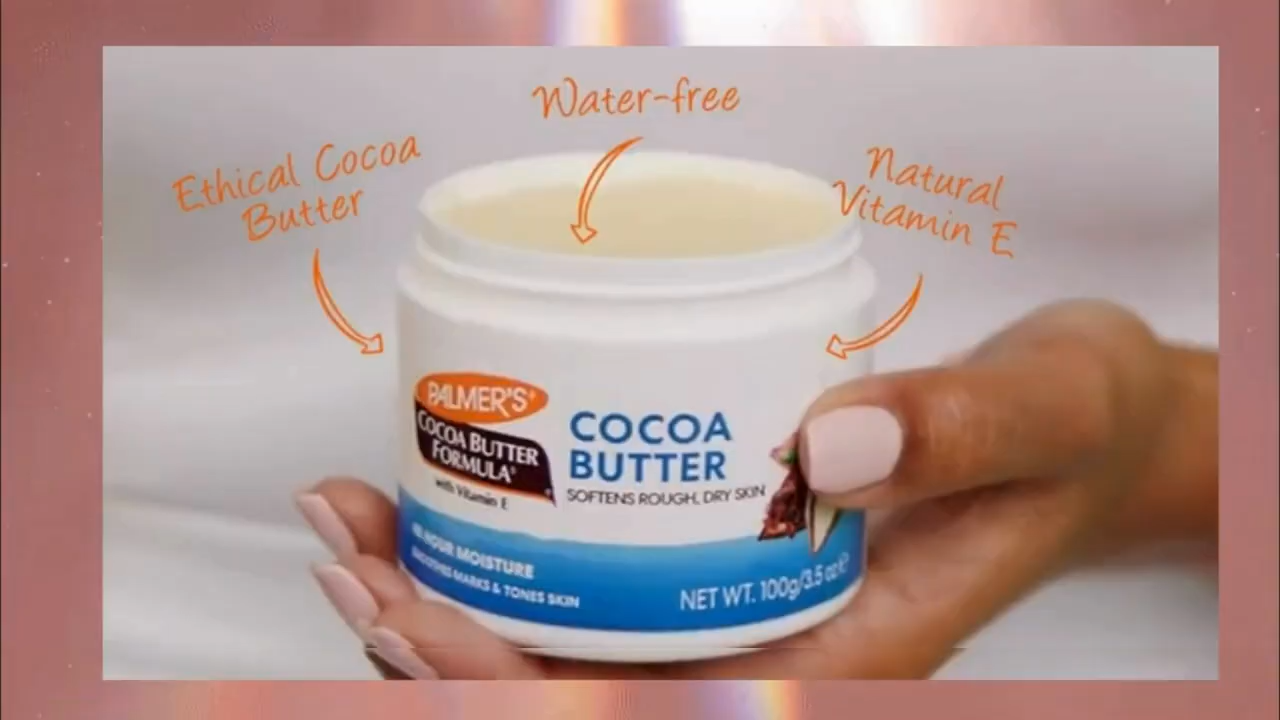 Water-free
Ethical Cocoa
Butter
Natural
Vitamin E
PALMER'S®
COCOA BUTTER
FORMULA®
with Vitamin E
COCOA
BUTTER
SOFTENS ROUGH, DRY SKIN
HOUR MOISTURE
SMOOTHES MARKS & TONES SKIN
NET WT. 100g/3.5 oz e